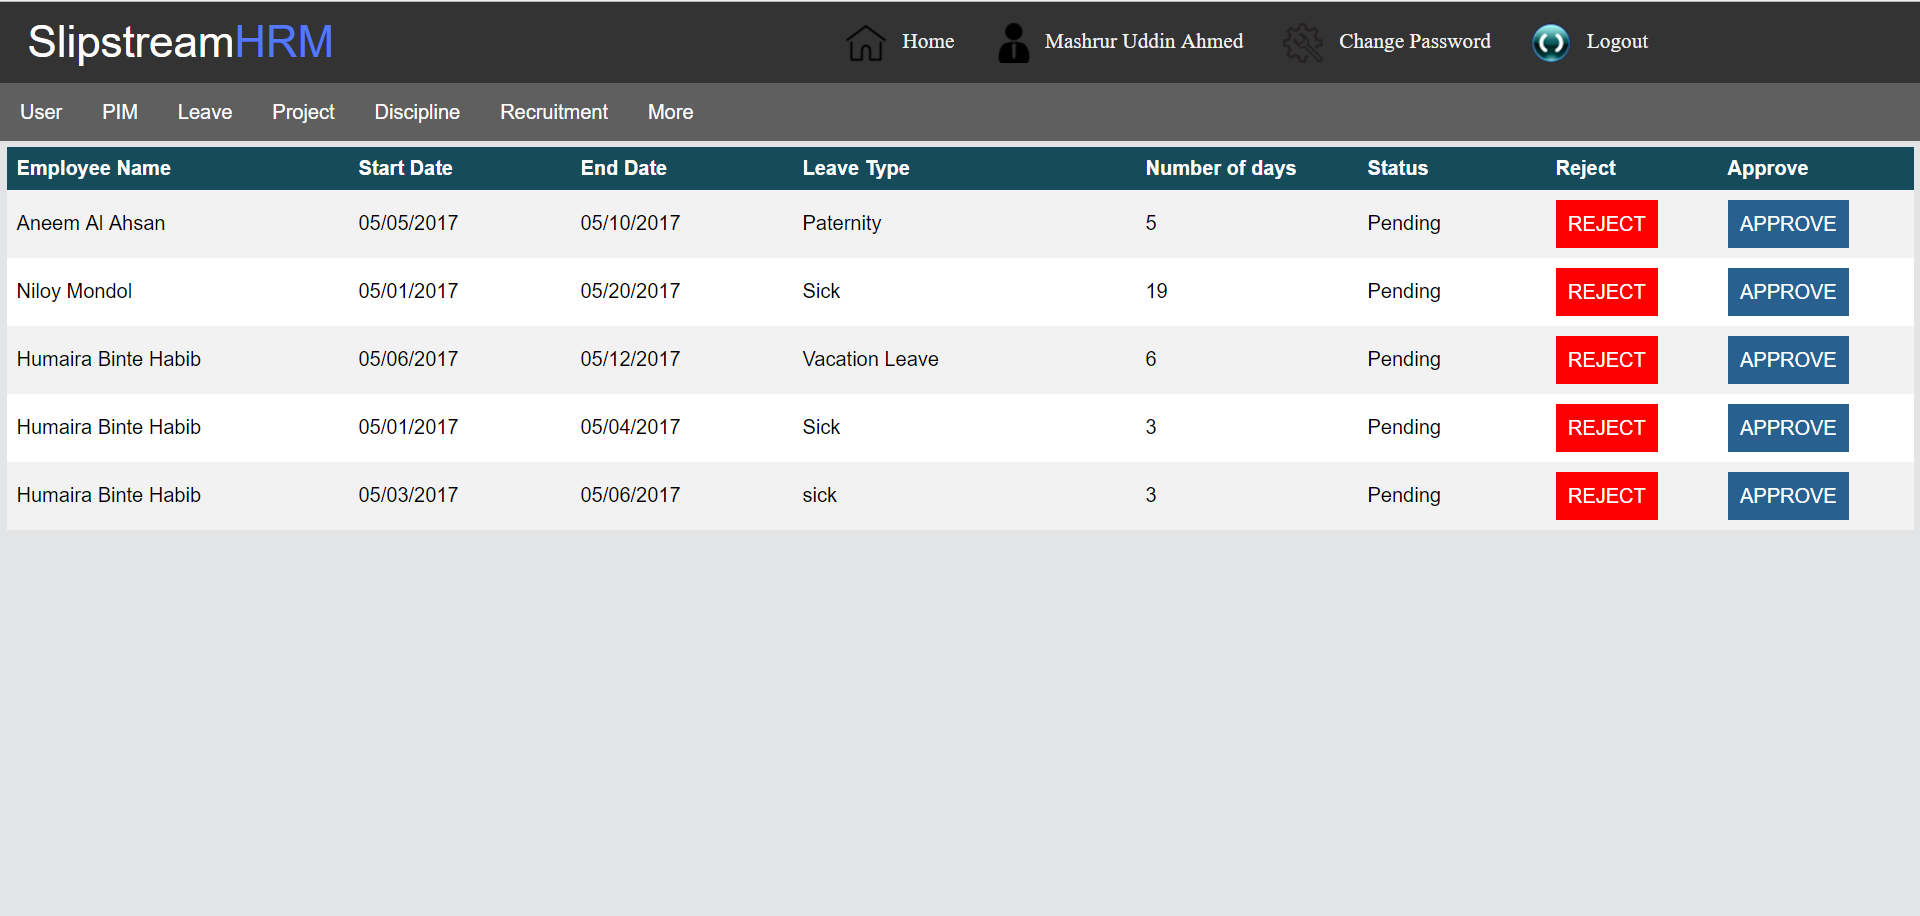 SlipstreamHRM Home Mashrur Uddin Ahmed Change Password Logout
User PIM Leave Project Discipline Recruitment More
Employee Name Start Date End Date Leave Type Number of days Status Reject Approve
Aneem Al Ahsan 05/05/2017 05/10/2017 Paternity 5 Pending REJECT APPROVE
Niloy Mondol 05/01/2017 05/20/2017 Sick 19 Pending REJECT APPROVE
Humaira Binte Habib 05/06/2017 05/12/2017 Vacation Leave 6 Pending REJECT APPROVE
Humaira Binte Habib 05/01/2017 05/04/2017 Sick 3 Pending REJECT APPROVE
Humaira Binte Habib 05/03/2017 05/06/2017 sick 3 Pending REJECT APPROVE